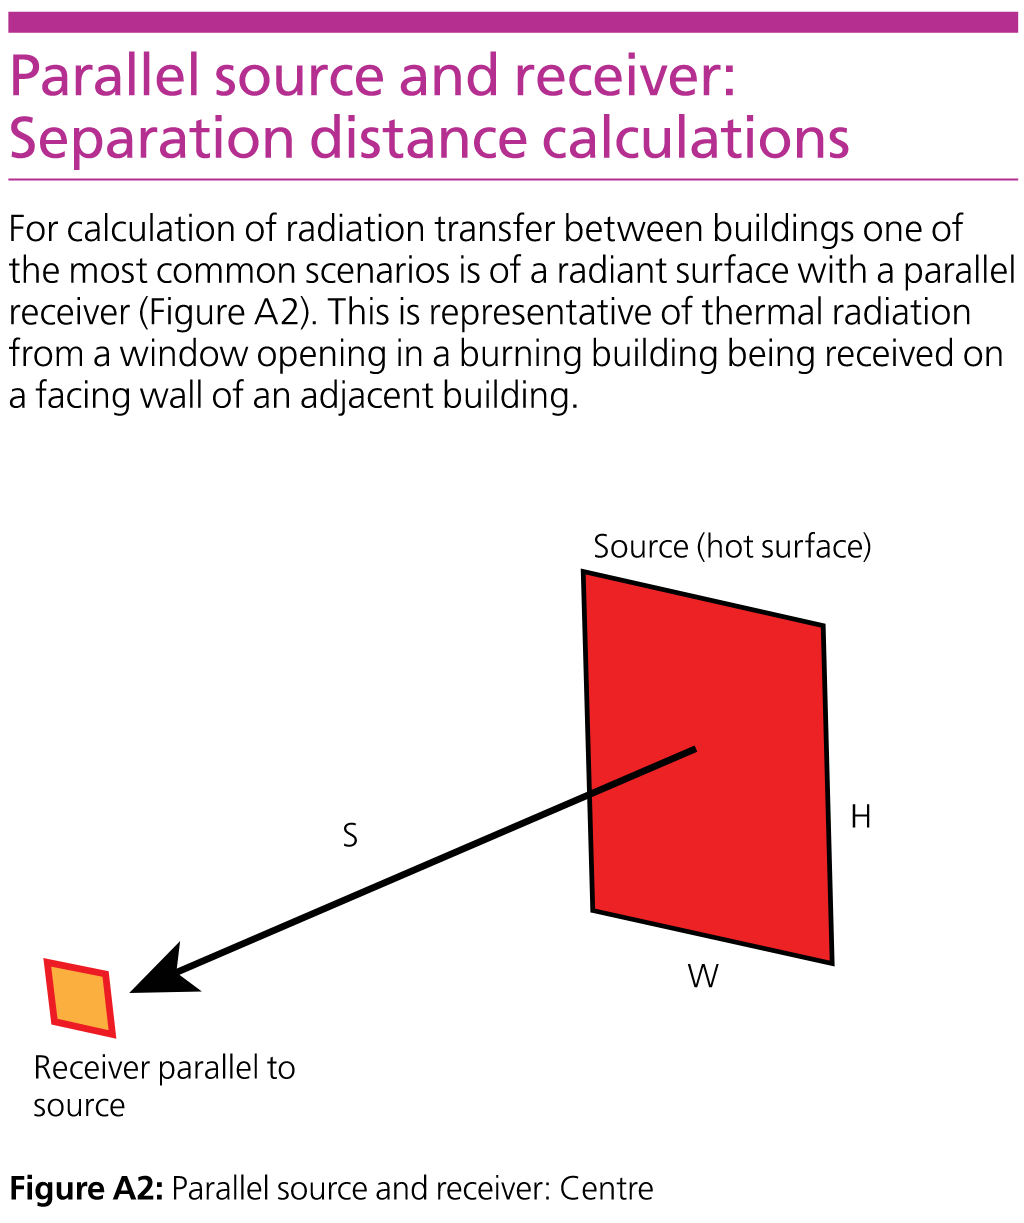 Parallel source and receiver:
Separation distance calculations
For calculation of radiation transfer between buildings one of
the most common scenarios is of a radiant surface with a parallel
receiver (Figure A2). This is representative of thermal radiation
from a window opening in a burning building being received on
a facing wall of an adjacent building.
Source (hot surface)
S
H
W
Receiver parallel to
source
Figure A2: Parallel source and receiver: Centre